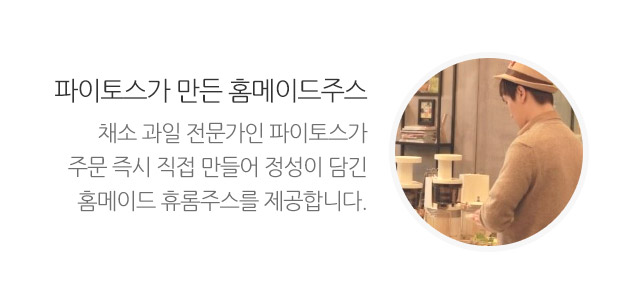 파이토스가 만든 홈메이드주스
채소 과일 전문가인 파이토스가
주문 즉시 직접 만들어 정성이 담긴
홈메이드 휴롬주스를 제공합니다.